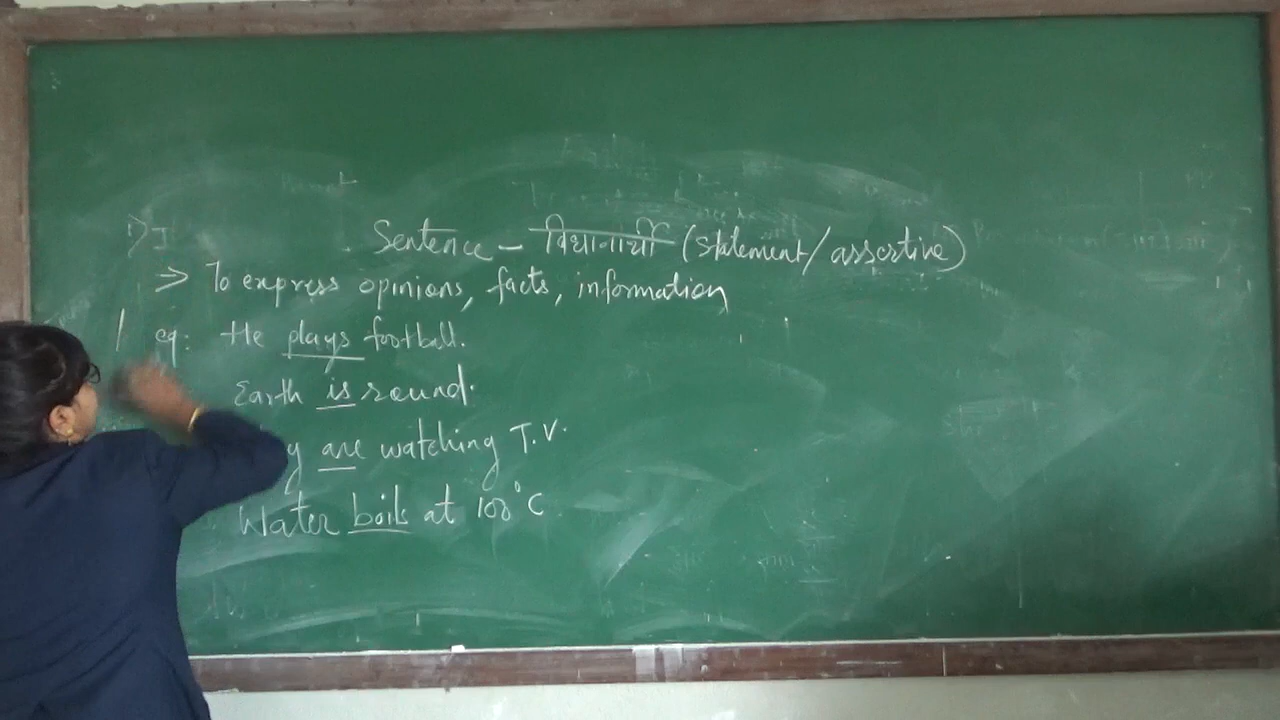 1) I Sentence - विधानार्थी (statement/assertive)
⇒ To express opinions, facts, information
eg: He plays football.
Earth is round.
are watching T.V.
Water boils at 100°C